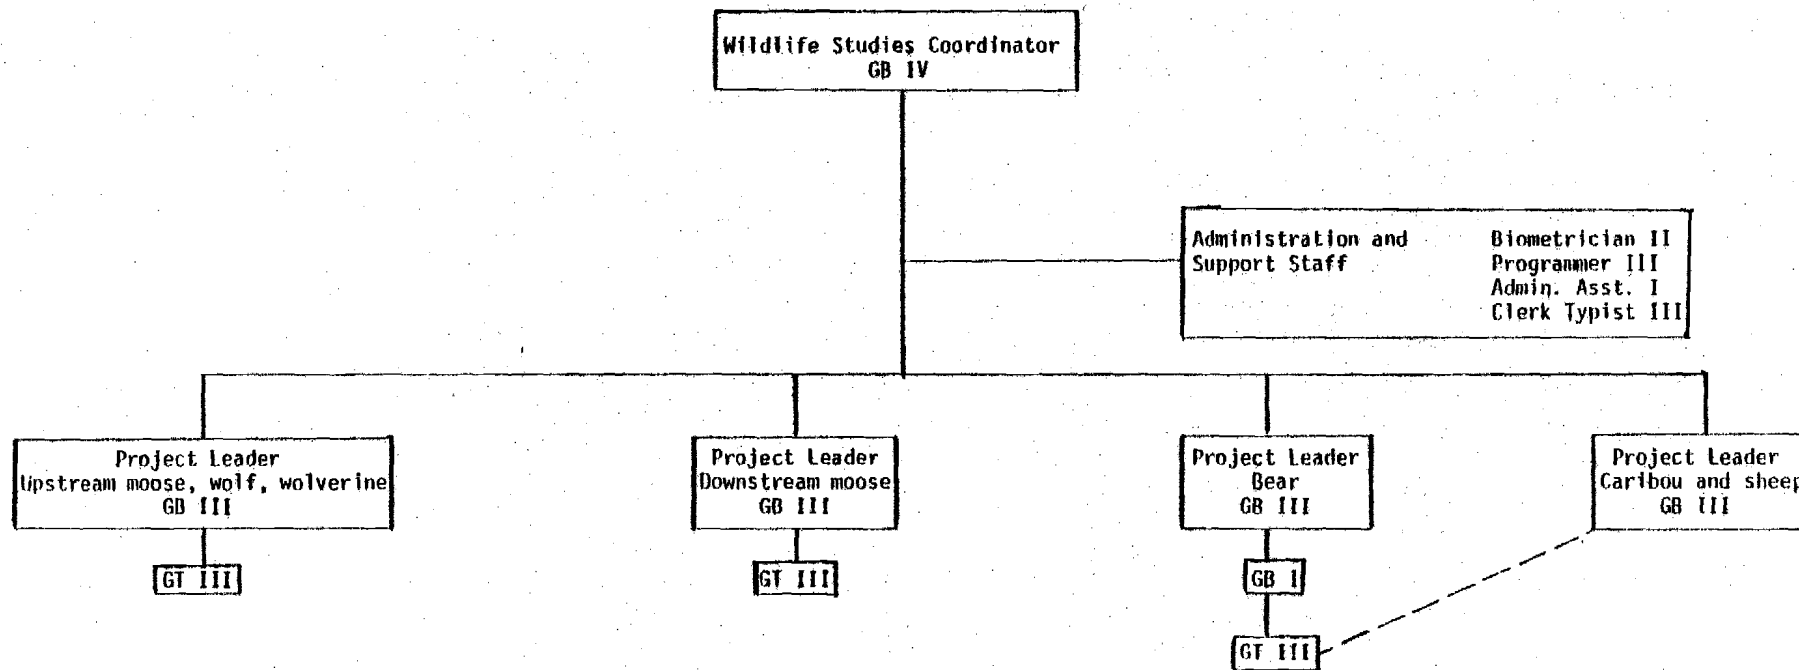 Wildlife Studies Coordinator
GB IV
Administration and
Support Staff
Biometrician II
Programmer III
Admin. Asst. I
Clerk Typist III
Project Leader
Upstream moose, wolf, wolverine
GB III
Project Leader
Downstream moose
GB III
Project Leader
Bear
GB III
Project Leader
Caribou and sheep
GB III
GT III
GT III
GB I
GT III